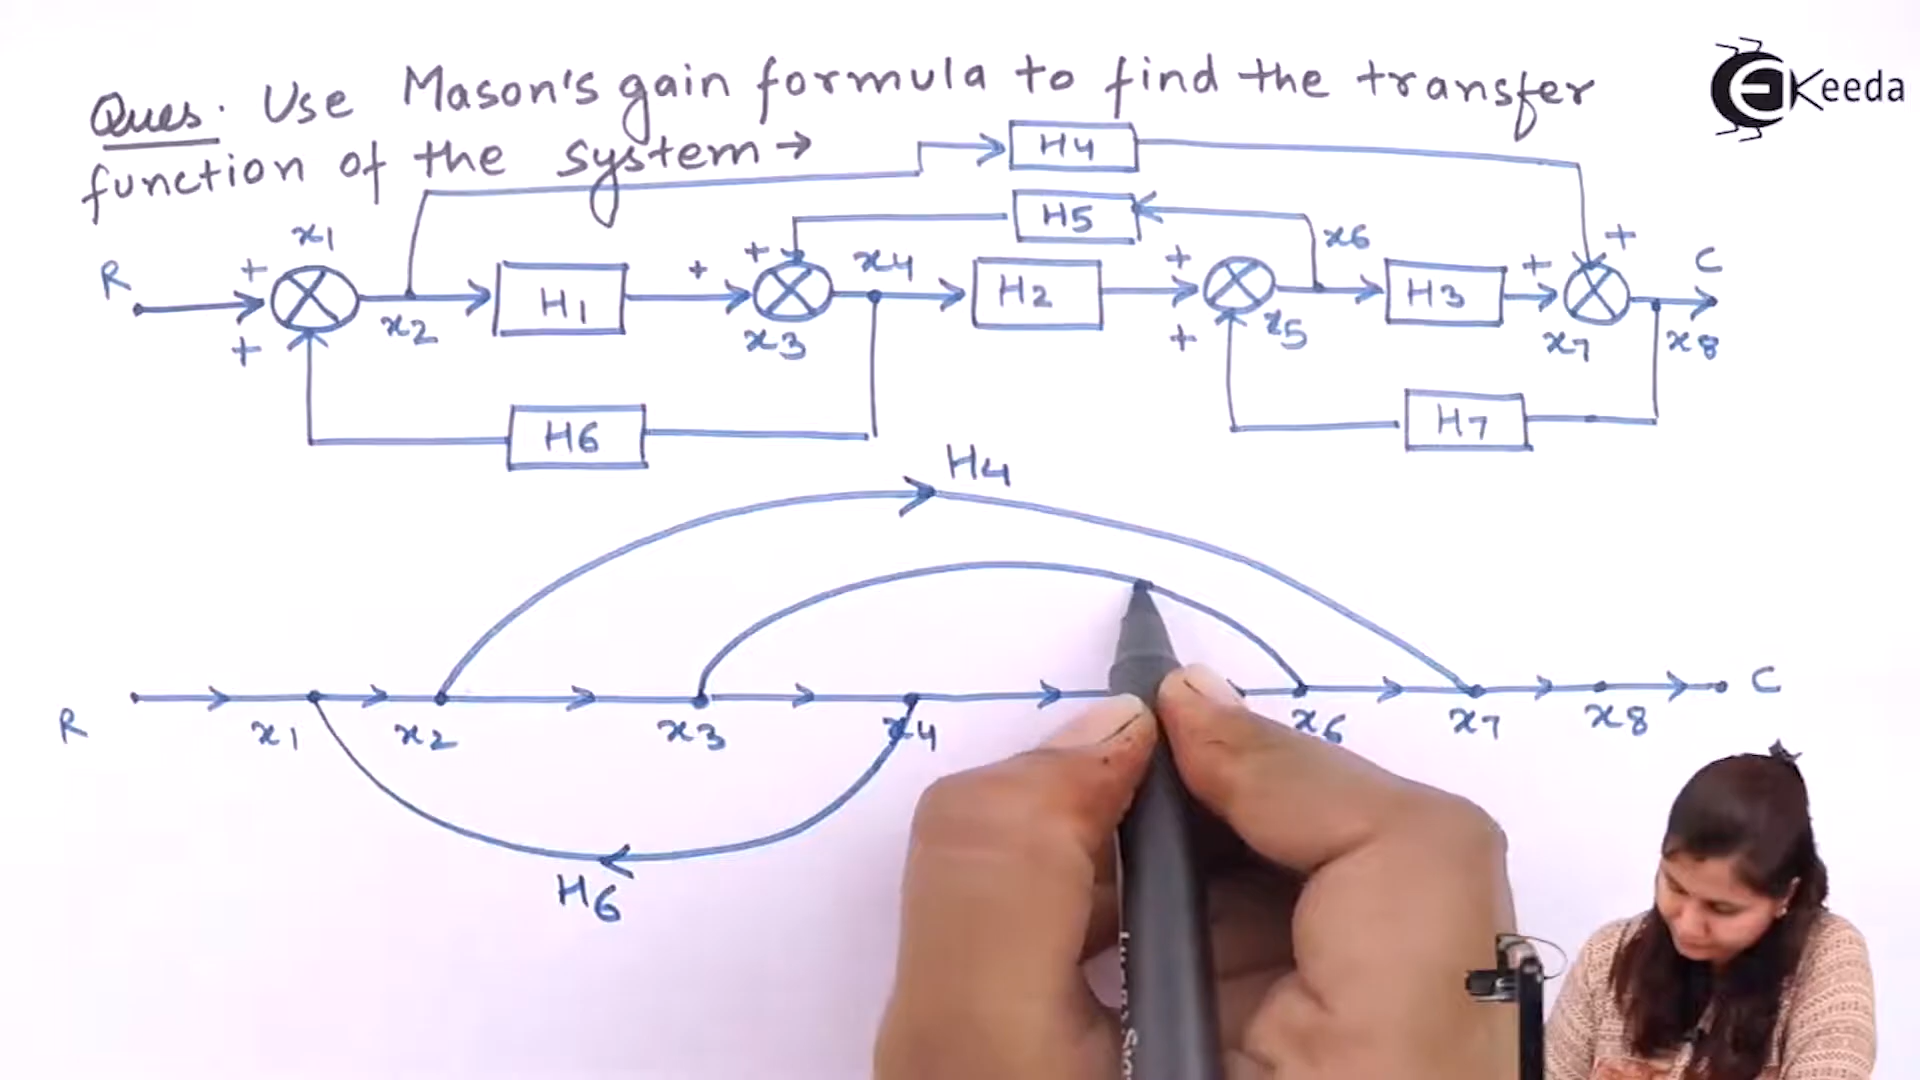 Ques. Use Mason's gain formula to find the transfer
function of the system →
EKeeda
H4
H5
x1
+
+
x4
+
x6
+
C
R
+
+
H1
H2
+
H3
x2
+
x3
+
x5
x7
x8
H6
H7
H4
R
x1
x2
x3
x4
x6
x7
x8
C
H6